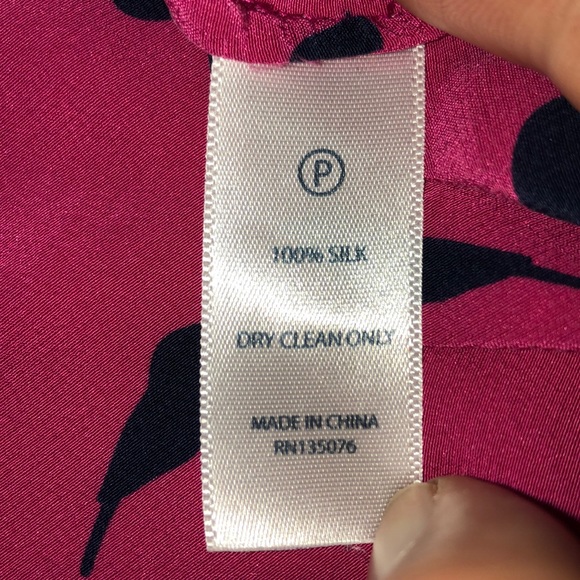 P
100% SILK
DRY CLEAN ONLY
MADE IN CHINA
RN135076